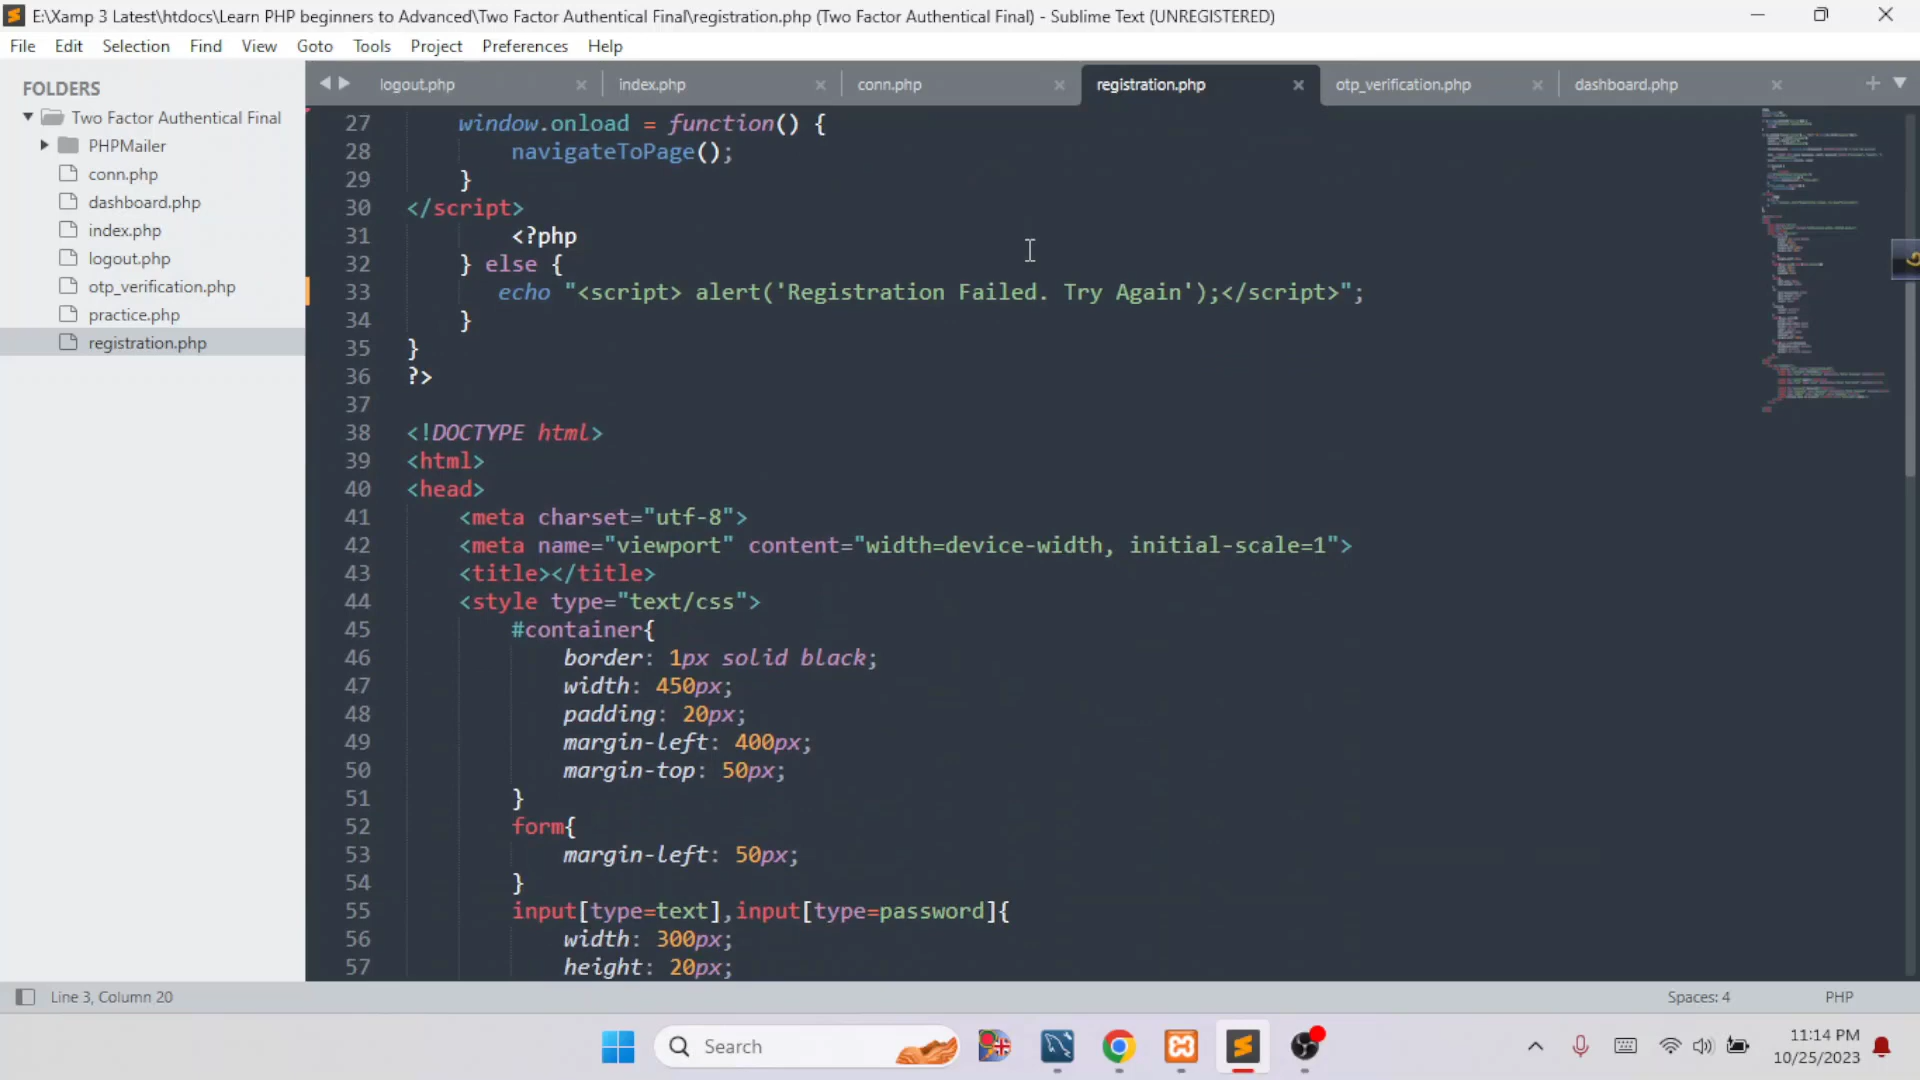 E:\Xamp 3 Latest\htdocs\Learn PHP beginners to Advanced\Two Factor Authentical Final\registration.php (Two Factor Authentical Final) - Sublime Text (UNREGISTERED)
File Edit Selection Find View Goto Tools Project Preferences Help
FOLDERS
Two Factor Authentical Final
PHPMailer
conn.php
dashboard.php
index.php
logout.php
otp_verification.php
practice.php
registration.php
logout.php index.php conn.php registration.php otp_verification.php dashboard.php
27 window.onload = function() {
28 navigateToPage();
29 }
30 </script>
31 <?php
32 } else {
33 echo "<script> alert('Registration Failed. Try Again');</script>";
34 }
35 }
36 ?>
37
38 <!DOCTYPE html>
39 <html>
40 <head>
41 <meta charset="utf-8">
42 <meta name="viewport" content="width=device-width, initial-scale=1">
43 <title></title>
44 <style type="text/css">
45 #container{
46 border: 1px solid black;
47 width: 450px;
48 padding: 20px;
49 margin-left: 400px;
50 margin-top: 50px;
51 }
52 form{
53 margin-left: 50px;
54 }
55 input[type=text],input[type=password]{
56 width: 300px;
57 height: 20px;
Line 3, Column 20 Spaces: 4 PHP
Search
11:14 PM
10/25/2023